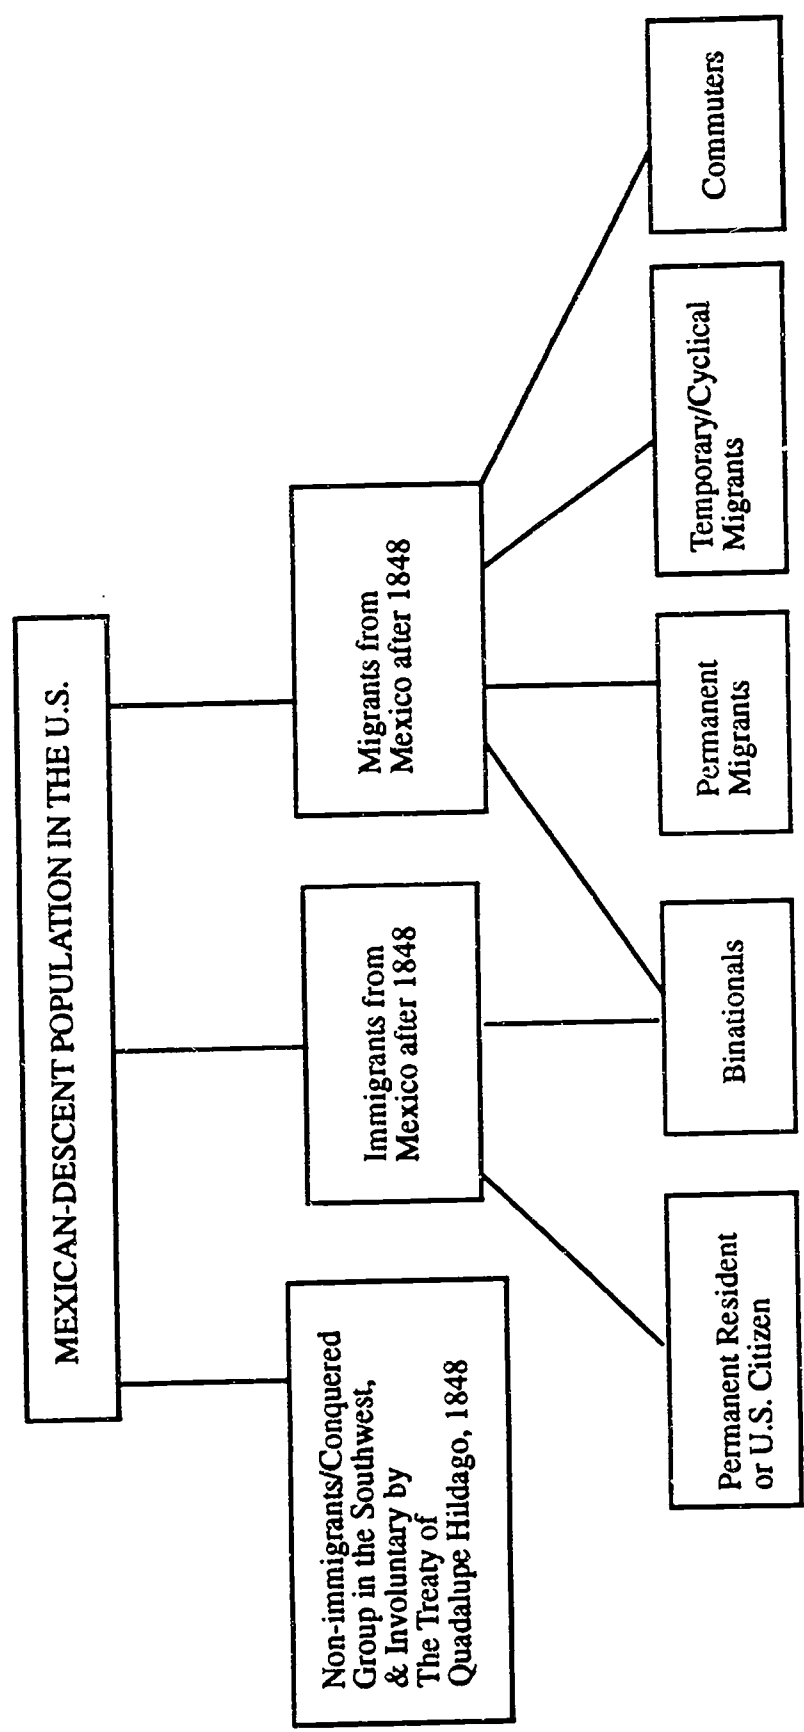 MEXICAN-DESCENT POPULATION IN THE U.S.
Non-immigrants/Conquered
Group in the Southwest,
& Involuntary by
The Treaty of
Quadalupe Hildago, 1848
Immigrants from
Mexico after 1848
Migrants from
Mexico after 1848
Permanent Resident
or U.S. Citizen
Binationals
Permanent
Migrants
Temporary/Cyclical
Migrants
Commuters